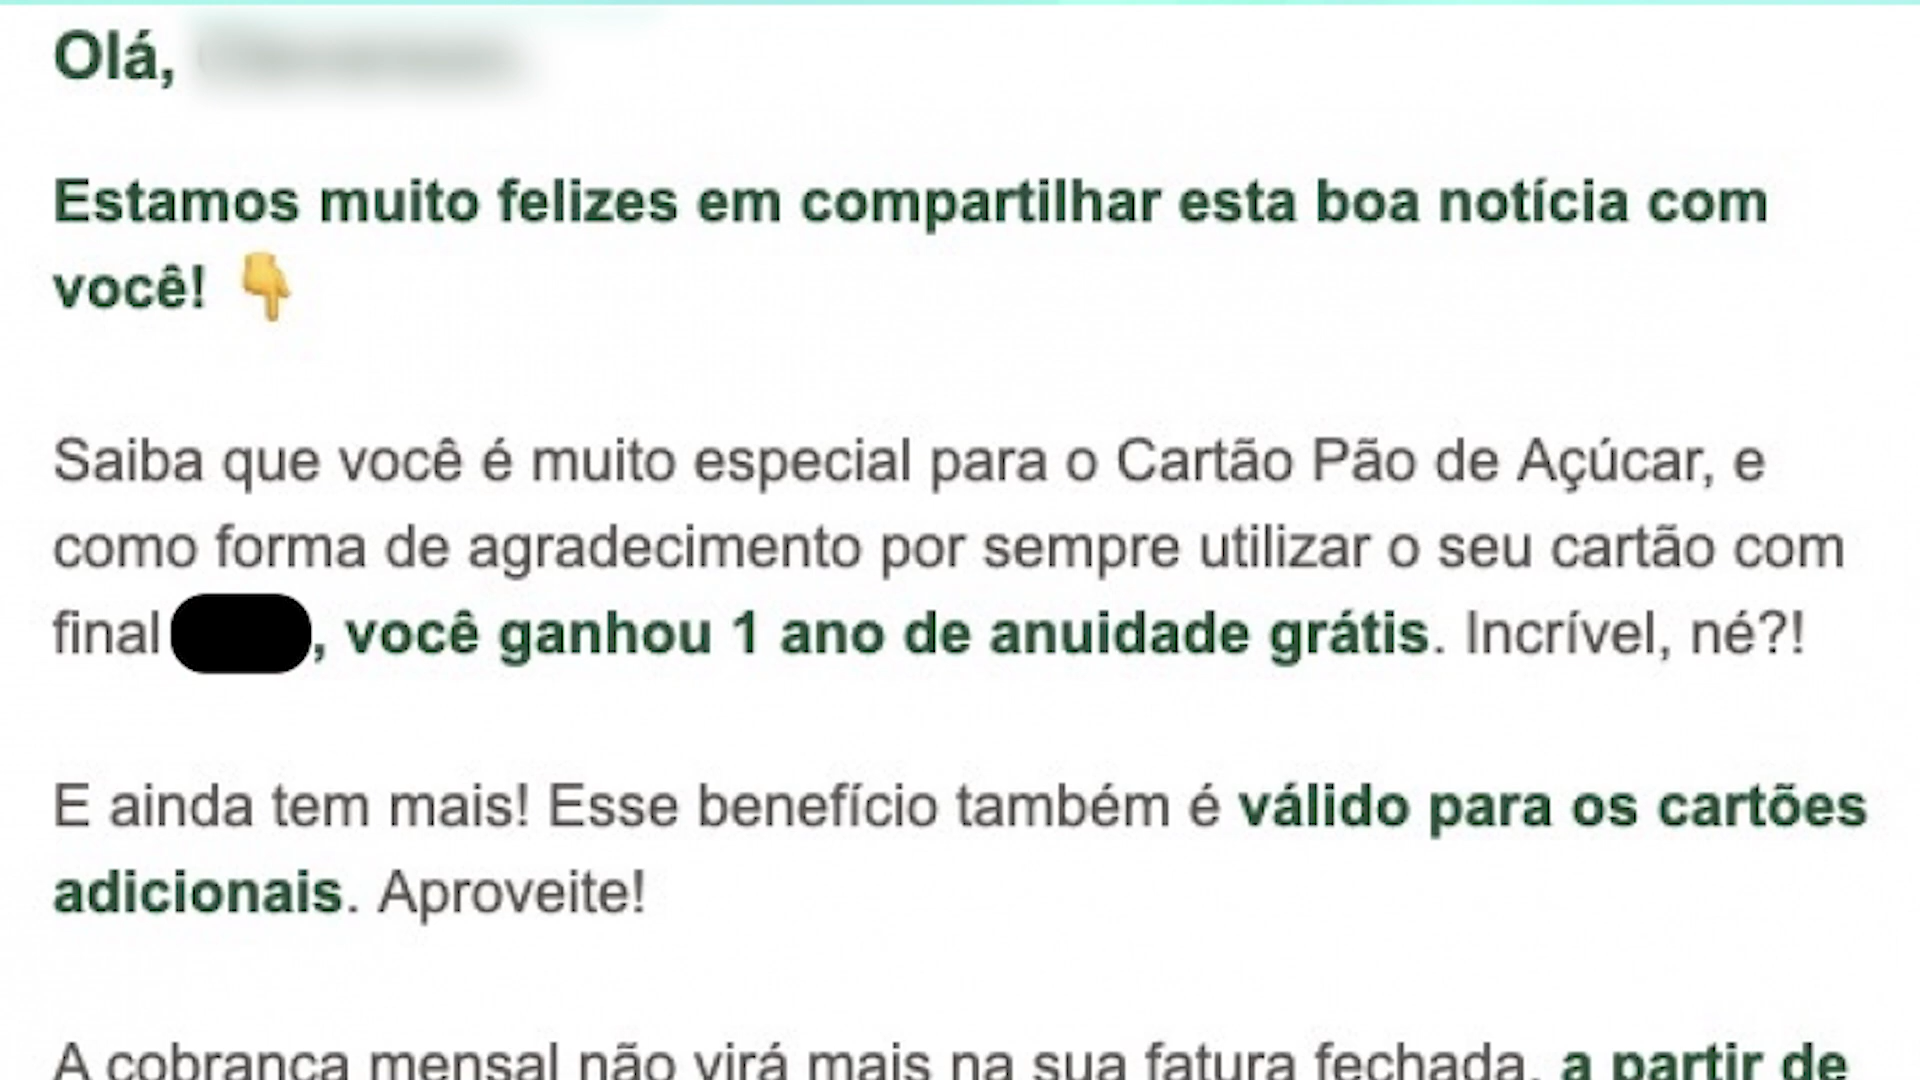 Olá,
Estamos muito felizes em compartilhar esta boa notícia com
você! 👇
Saiba que você é muito especial para o Cartão Pão de Açúcar, e
como forma de agradecimento por sempre utilizar o seu cartão com
final , você ganhou 1 ano de anuidade grátis. Incrível, né?!
E ainda tem mais! Esse benefício também é válido para os cartões
adicionais. Aproveite!
A cobrança mensal não virá mais na sua fatura fechada, a partir de